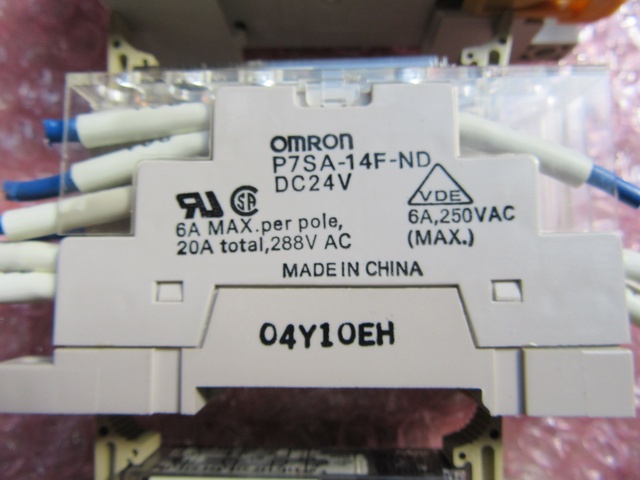 OMRON
P7SA-14F-ND
DC24V
6A MAX.per pole,
20A total,288V AC
VDE
6A,250VAC
(MAX.)
MADE IN CHINA
04Y10EH